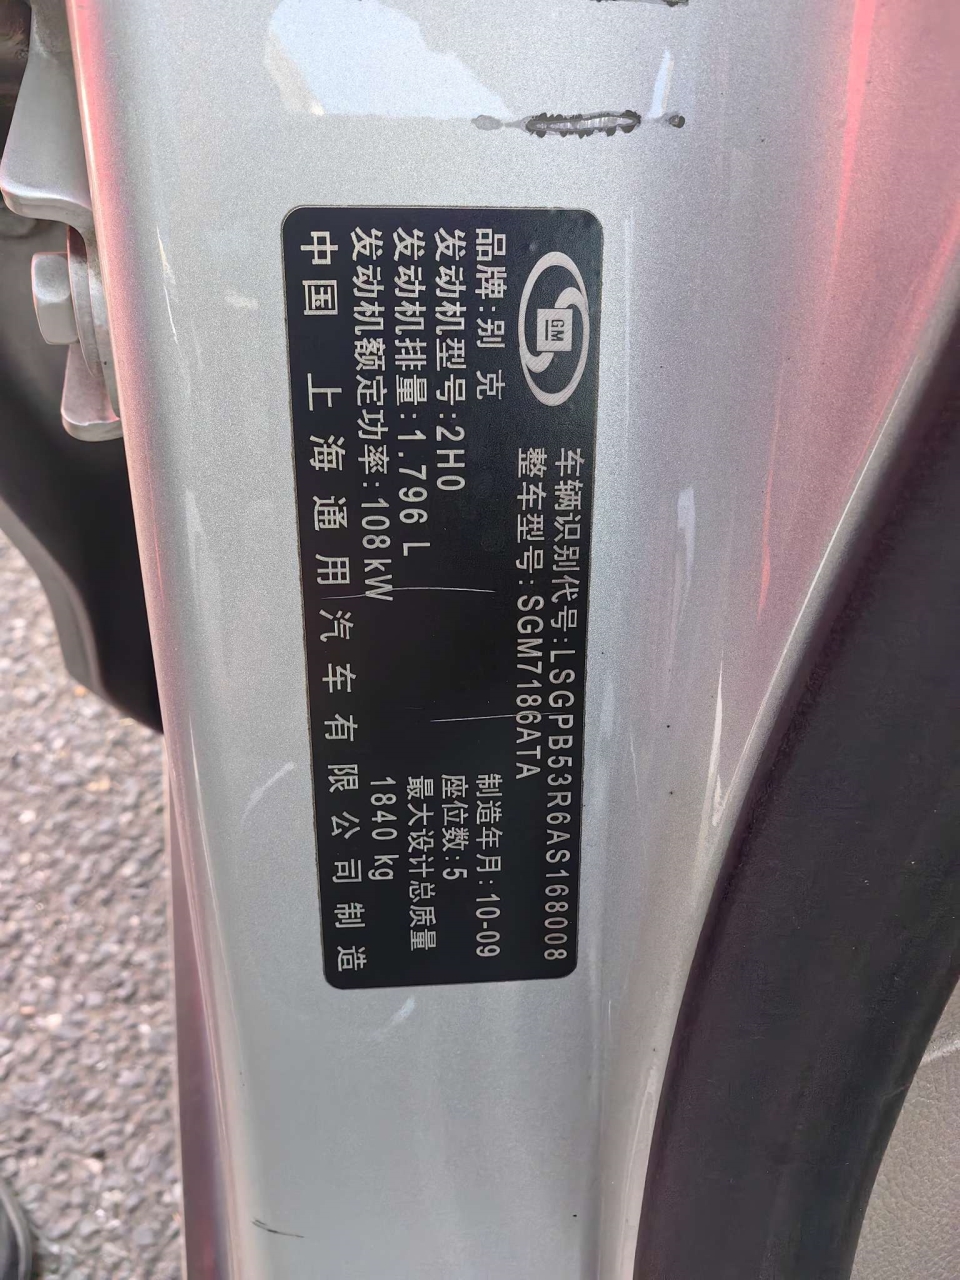 GM
车辆识别代号:LSGPB53R6AS168008
整车型号:SGM7186ATA
品牌:别克
制造年月:10-09
发动机型号:2H0
座位数:5
发动机排量:1.796 L
最大设计总质量
发动机额定功率:108kW
1840 kg
中国 上海通用汽车有限公司制造